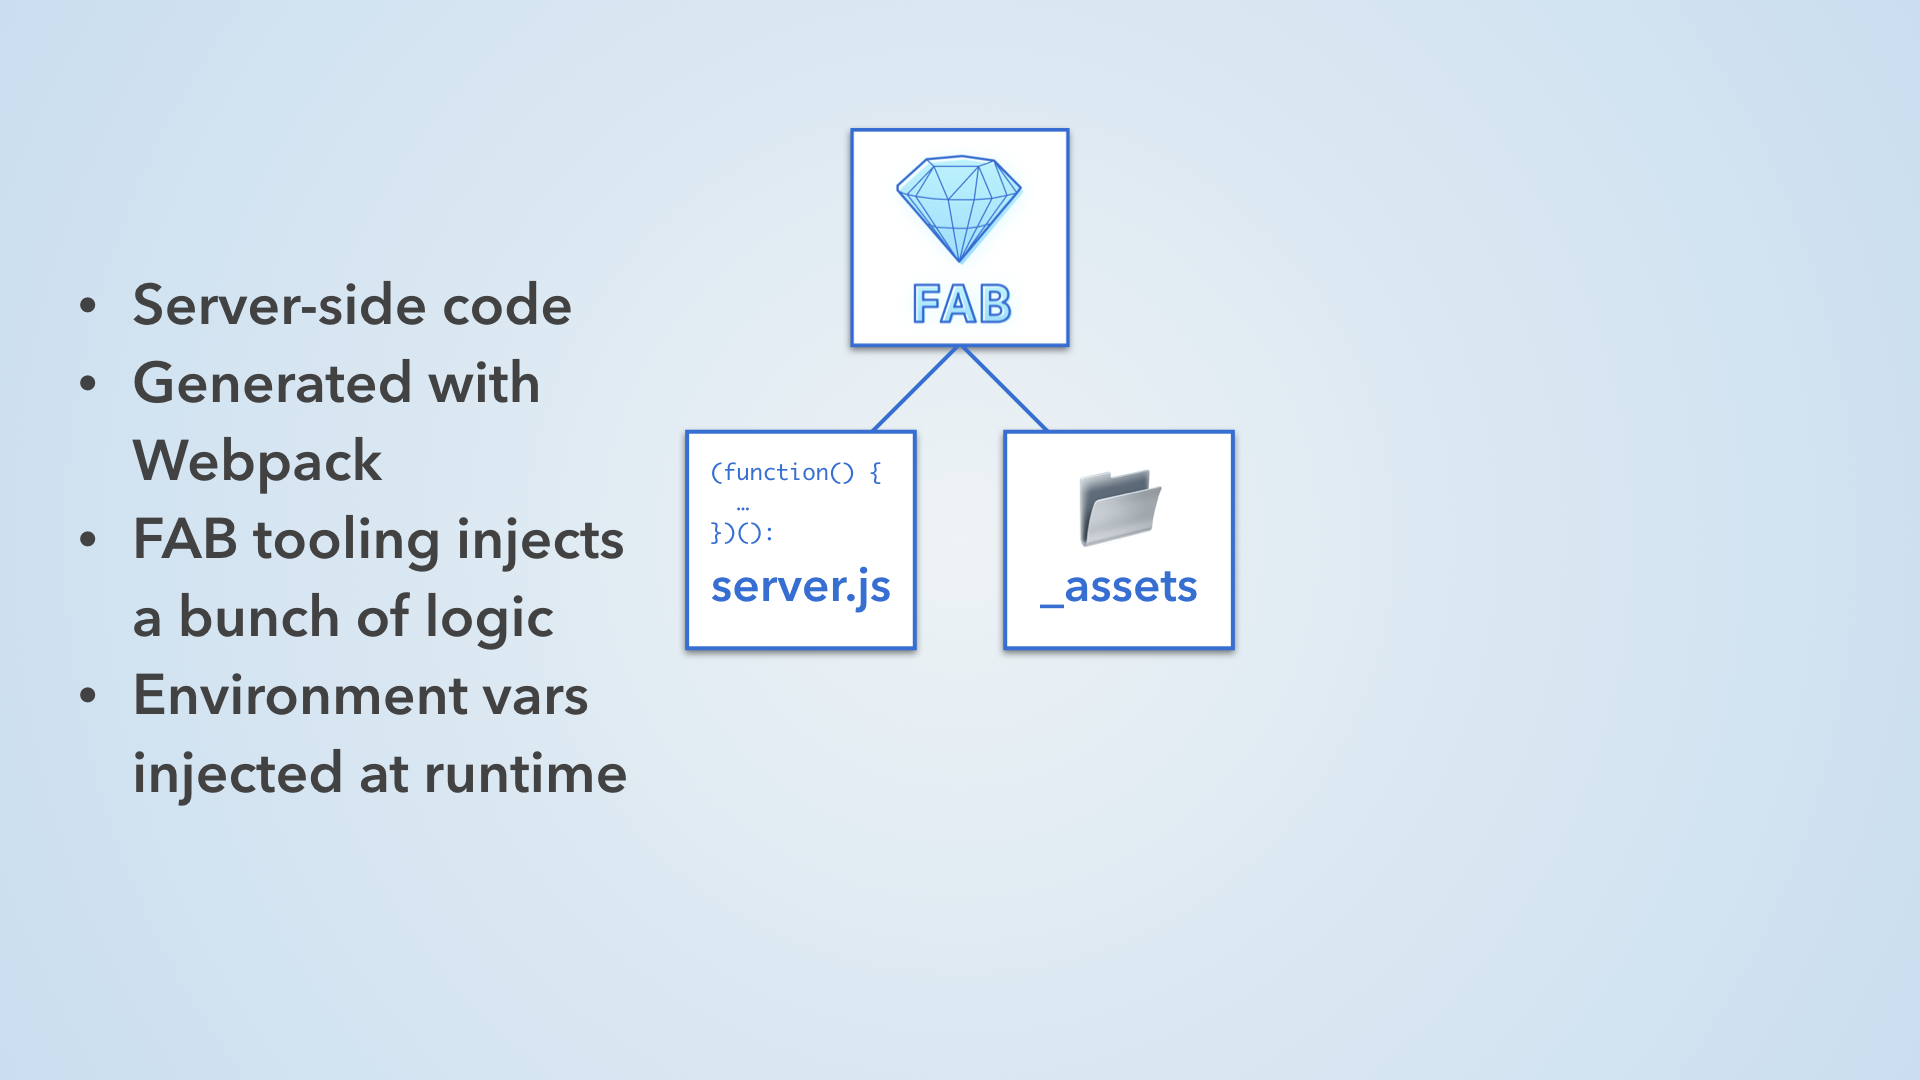 • Server-side code
• Generated with
Webpack
• FAB tooling injects
a bunch of logic
• Environment vars
injected at runtime
FAB
(function() {
…
})():
server.js
_assets